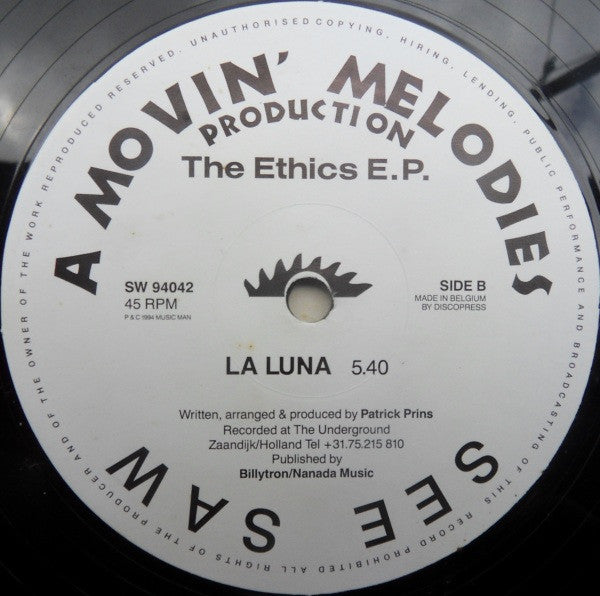 A MOVIN' MELODIES
PRODUCTION
The Ethics E.P.
SW 94042
45 RPM
P & C 1994 MUSIC MAN
SIDE B
MADE IN BELGIUM
BY DISCOPRESS
LA LUNA 5.40
Written, arranged & produced by Patrick Prins
Recorded at The Underground
Zaandijk/Holland Tel +31.75.215 810
Published by
Billytron/Nanada Music
SEE SAW
ALL RIGHTS OF THE PRODUCER AND OF THE OWNER OF THE WORK REPRODUCED RESERVED. UNAUTHORISED COPYING, HIRING, LENDING, PUBLIC PERFORMANCE AND BROADCASTING OF THIS RECORD PROHIBITED